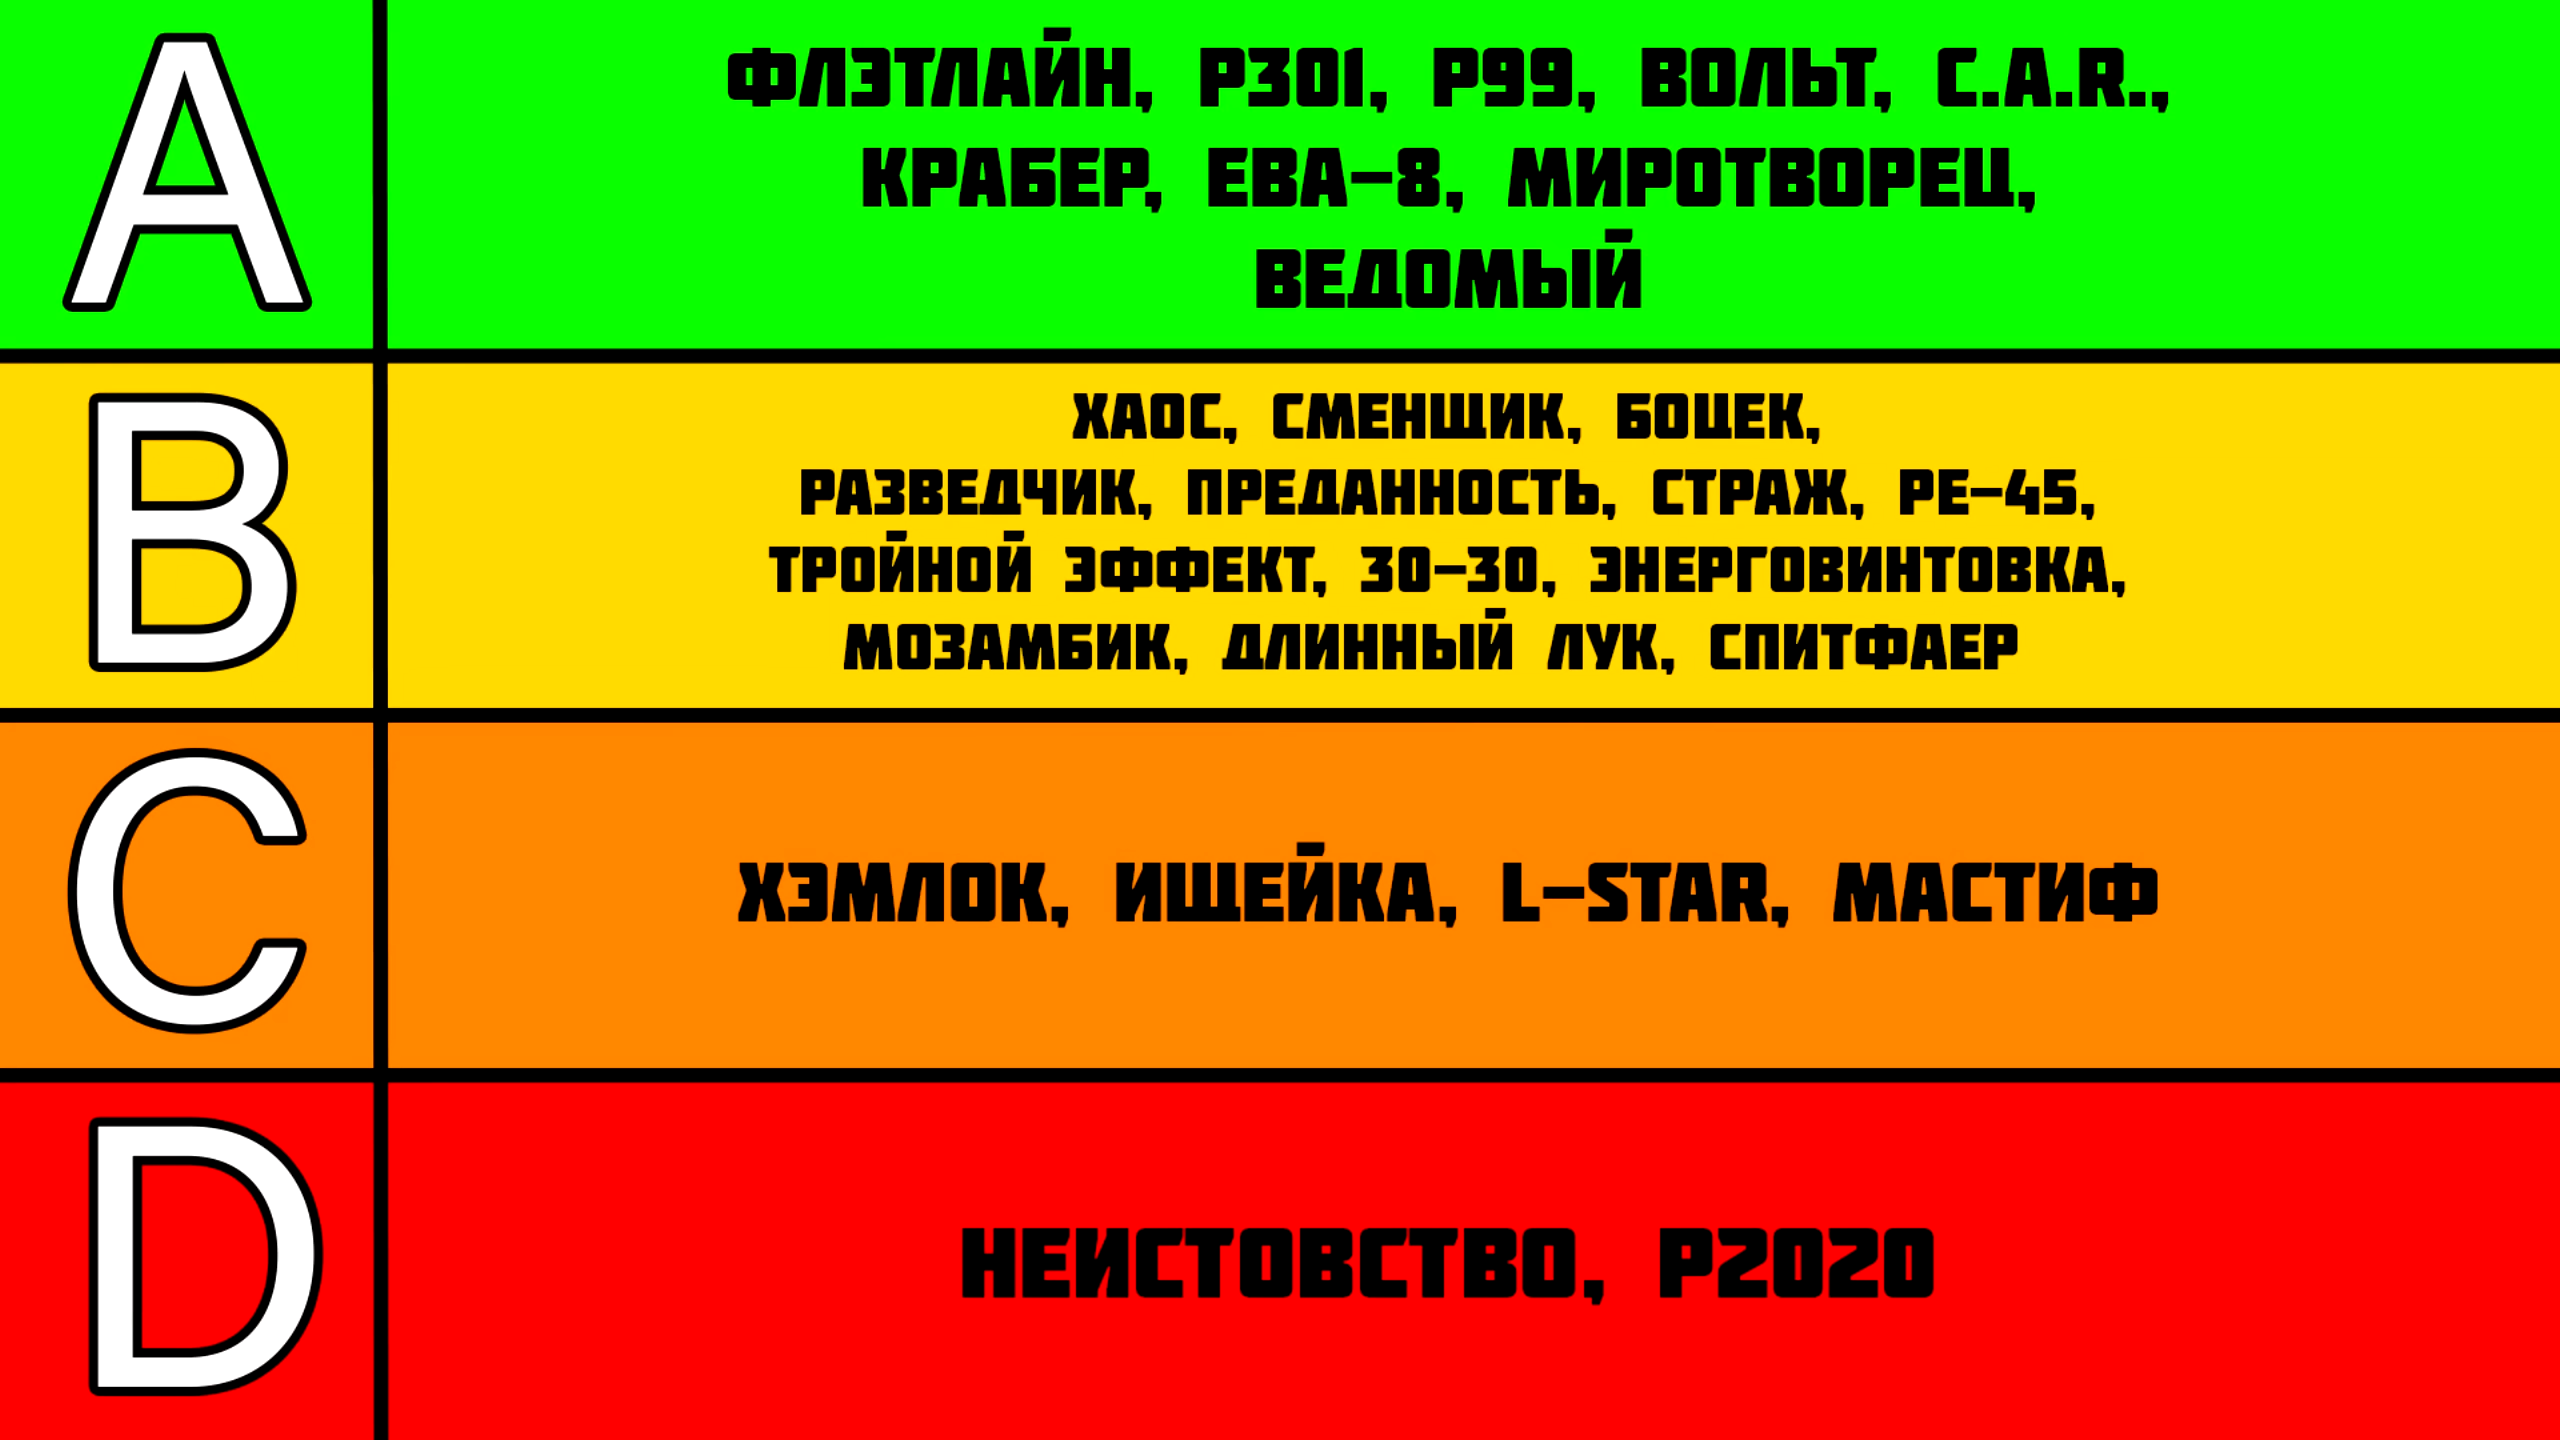 A
ФЛЭТЛАЙН, P301, P99, ВОЛЬТ, C.A.R.,
КРАБЕР, ЕВА-8, МИРОТВОРЕЦ,
ВЕДОМЫЙ
B
ХАОС, СМЕНЩИК, БОЦЕК,
РАЗВЕДЧИК, ПРЕДАННОСТЬ, СТРАЖ, РЕ-45,
ТРОЙНОЙ ЭФФЕКТ, 30-30, ЭНЕРГОВИНТОВКА,
МОЗАМБИК, ДЛИННЫЙ ЛУК, СПИТФАЕР
C
ХЭМЛОК, ИЩЕЙКА, L-STAR, МАСТИФ
D
НЕИСТОВСТВО, P2020